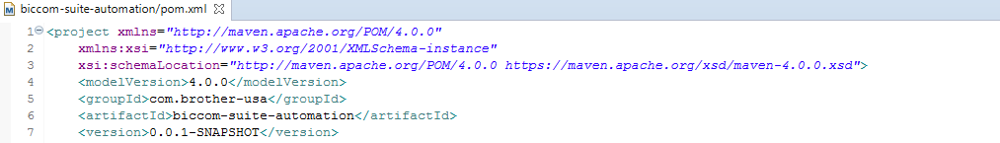 biccom-suite-automation/pom.xml
1 <project xmlns="http://maven.apache.org/POM/4.0.0"
2 xmlns:xsi="http://www.w3.org/2001/XMLSchema-instance"
3 xsi:schemaLocation="http://maven.apache.org/POM/4.0.0 https://maven.apache.org/xsd/maven-4.0.0.xsd">
4 <modelVersion>4.0.0</modelVersion>
5 <groupId>com.brother-usa</groupId>
6 <artifactId>biccom-suite-automation</artifactId>
7 <version>0.0.1-SNAPSHOT</version>